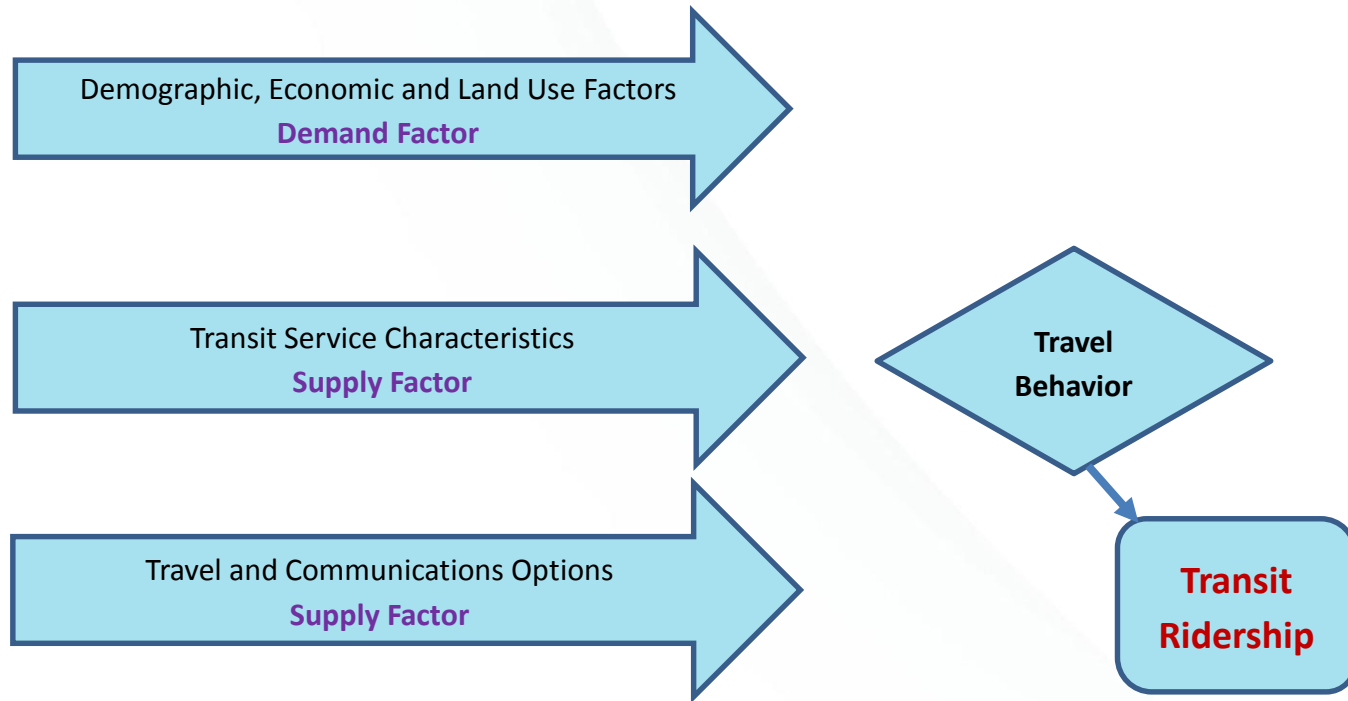 Demographic, Economic and Land Use Factors
Demand Factor
Transit Service Characteristics
Supply Factor
Travel
Behavior
Travel and Communications Options
Supply Factor
Transit
Ridership